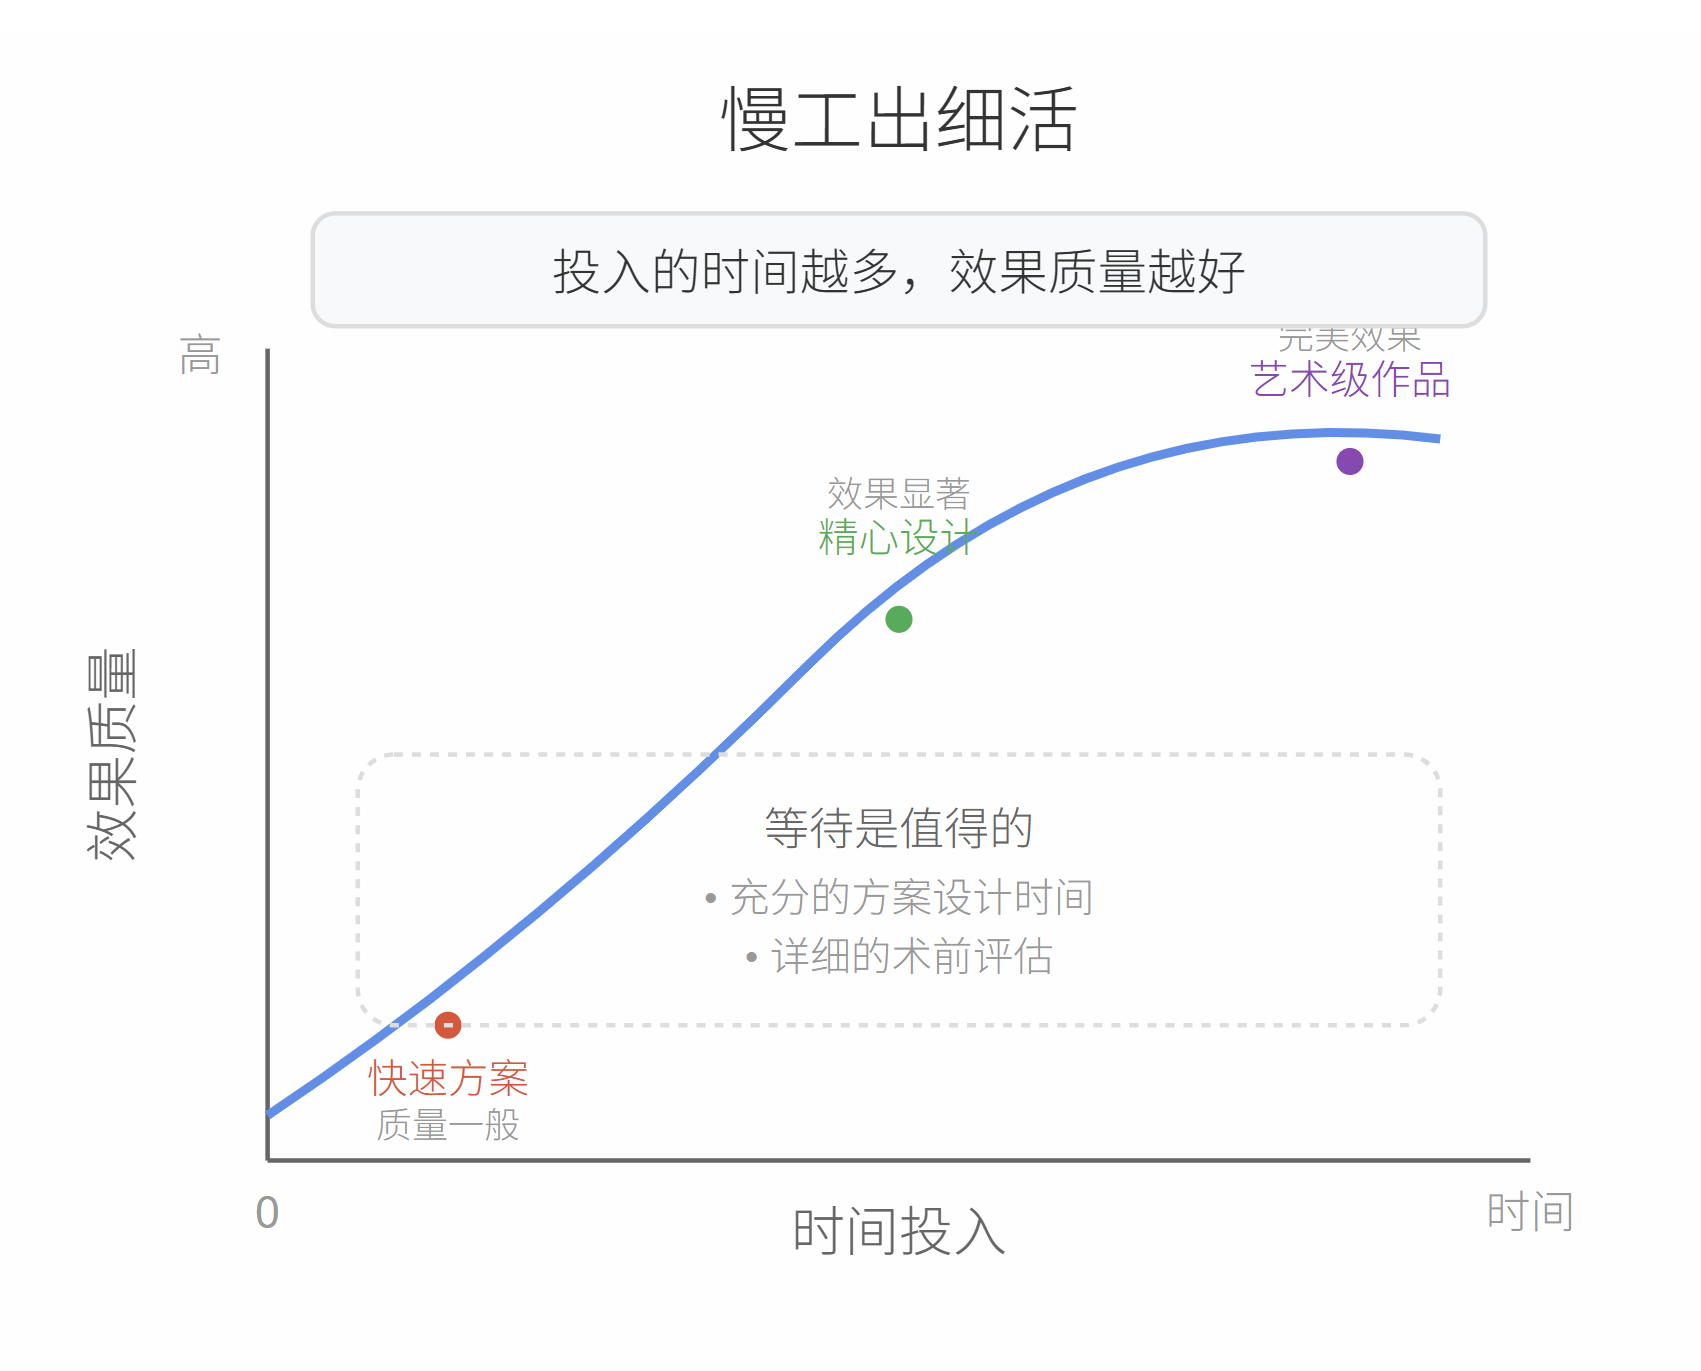 慢工出细活
投入的时间越多，效果质量越好
高
完美效果
艺术级作品
效果显著
精心设计
效果质量
等待是值得的
• 充分的方案设计时间
• 详细的术前评估
快速方案
质量一般
0
时间投入
时间